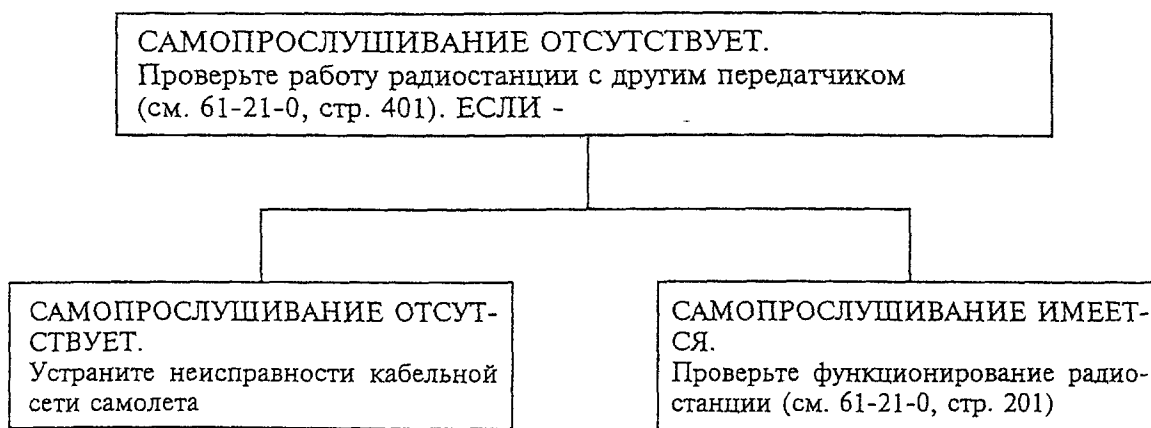 САМОПРОСЛУШИВАНИЕ ОТСУТСТВУЕТ.
Проверьте работу радиостанции с другим передатчиком
(см. 61-21-0, стр. 401). ЕСЛИ -
САМОПРОСЛУШИВАНИЕ ОТСУТ-
СТВУЕТ.
Устраните неисправности кабельной
сети самолета
САМОПРОСЛУШИВАНИЕ ИМЕЕТ-
СЯ.
Проверьте функционирование радио-
станции (см. 61-21-0, стр. 201)